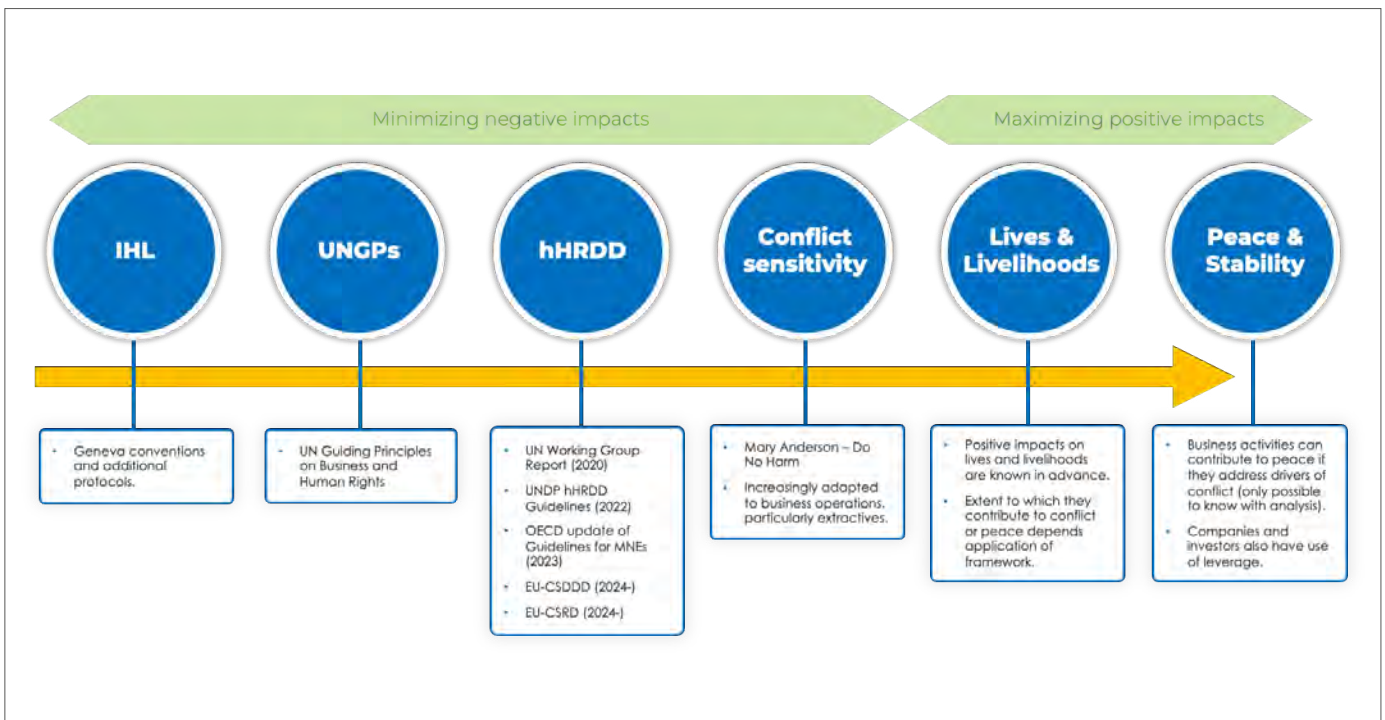 Minimizing negative impacts
Maximizing positive impacts
IHL
UNGPs
hHRDD
Conflict
sensitivity
Lives &
Livelihoods
Peace &
Stability
• Geneva conventions
and additional
protocols.
• UN Guiding Principles
on Business and
Human Rights
• UN Working Group
Report (2020)
• UNDP hHRDD
Guidelines (2022)
• OECD update of
Guidelines for MNEs
(2023)
• EU-CSDDD (2024-)
• EU-CSRD (2024-)
• Mary Anderson – Do
No Harm
• Increasingly adapted
to business operations,
particularly extractives.
• Positive impacts on
lives and livelihoods
are known in advance.
• Extent to which they
contribute to conflict
or peace depends
application of
framework.
• Business activities can
contribute to peace if
they address drivers of
conflict (only possible
to know with analysis).
• Companies and
investors also have use
of leverage.